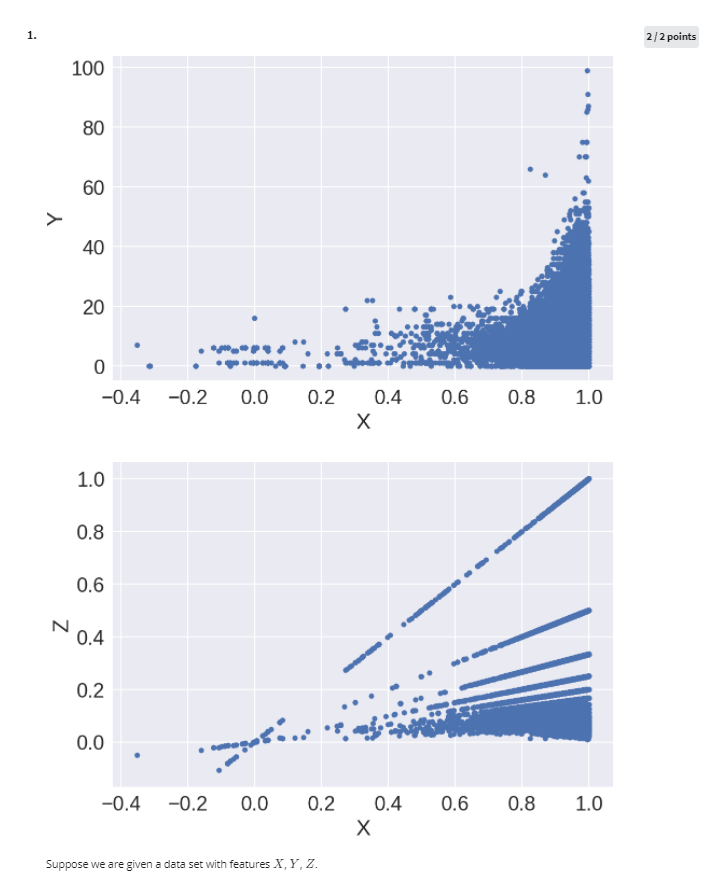 1.
2 / 2 points
100
80
60
40
20
0
Y
−0.4 −0.2 0.0 0.2 0.4 0.6 0.8 1.0
X
1.0
0.8
0.6
0.4
0.2
0.0
Z
−0.4 −0.2 0.0 0.2 0.4 0.6 0.8 1.0
X
Suppose we are given a data set with features X, Y, Z.